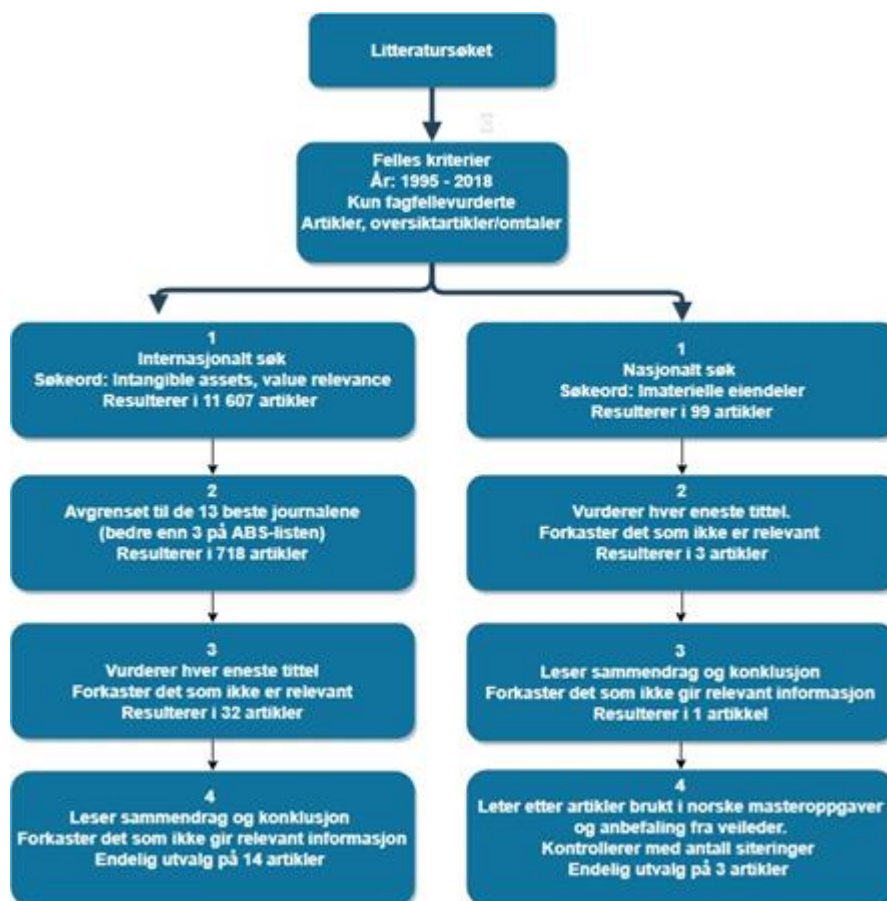 Litteratursøket
3
Felles kriterier
År: 1995 - 2018
Kun fagfellevurderte
Artikler, oversiktartikler/omtaler
1
Internasjonalt søk
Søkeord: Intangible assets, value relevance
Resulterer i 11 607 artikler
2
Avgrenset til de 13 beste journalene
(bedre enn 3 på ABS-listen)
Resulterer i 718 artikler
3
Vurderer hver eneste tittel
Forkaster det som ikke er relevant
Resulterer i 32 artikler
4
Leser sammendrag og konklusjon
Forkaster det som ikke gir relevant informasjon
Endelig utvalg på 14 artikler
1
Nasjonalt søk
Søkeord: Imaterielle eiendeler
Resulterer i 99 artikler
2
Vurderer hver eneste tittel.
Forkaster det som ikke er relevant
Resulterer i 3 artikler
3
Leser sammendrag og konklusjon
Forkaster det som ikke gir relevant informasjon
Resulterer i 1 artikkel
4
Leter etter artikler brukt i norske masteroppgaver
og anbefaling fra veileder.
Kontrollerer med antall siteringer
Endelig utvalg på 3 artikler